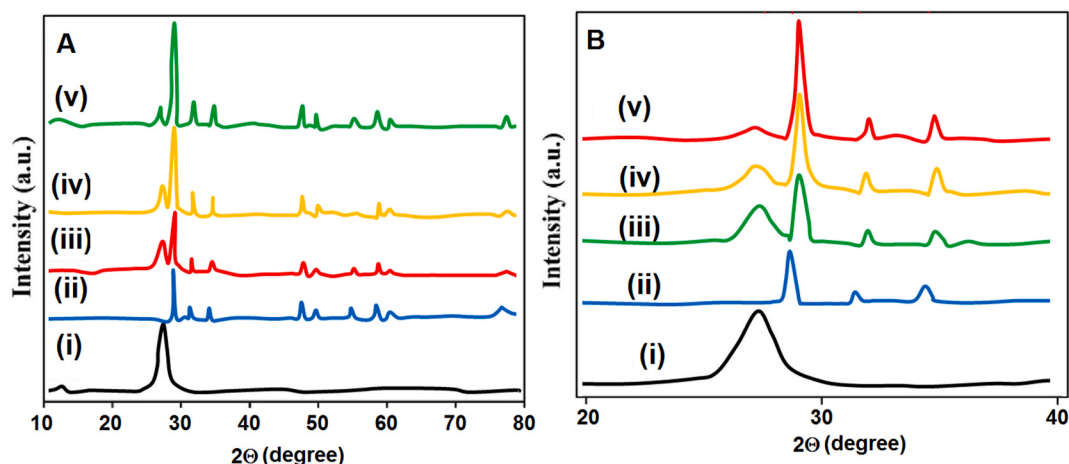 A
(v)
(iv)
(iii)
(ii)
(i)
Intensity (a.u.)
10 20 30 40 50 60 70 80
2Θ (degree)
B
(v)
(iv)
(iii)
(ii)
(i)
Intensity (a.u.)
20 30 40
2Θ (degree)